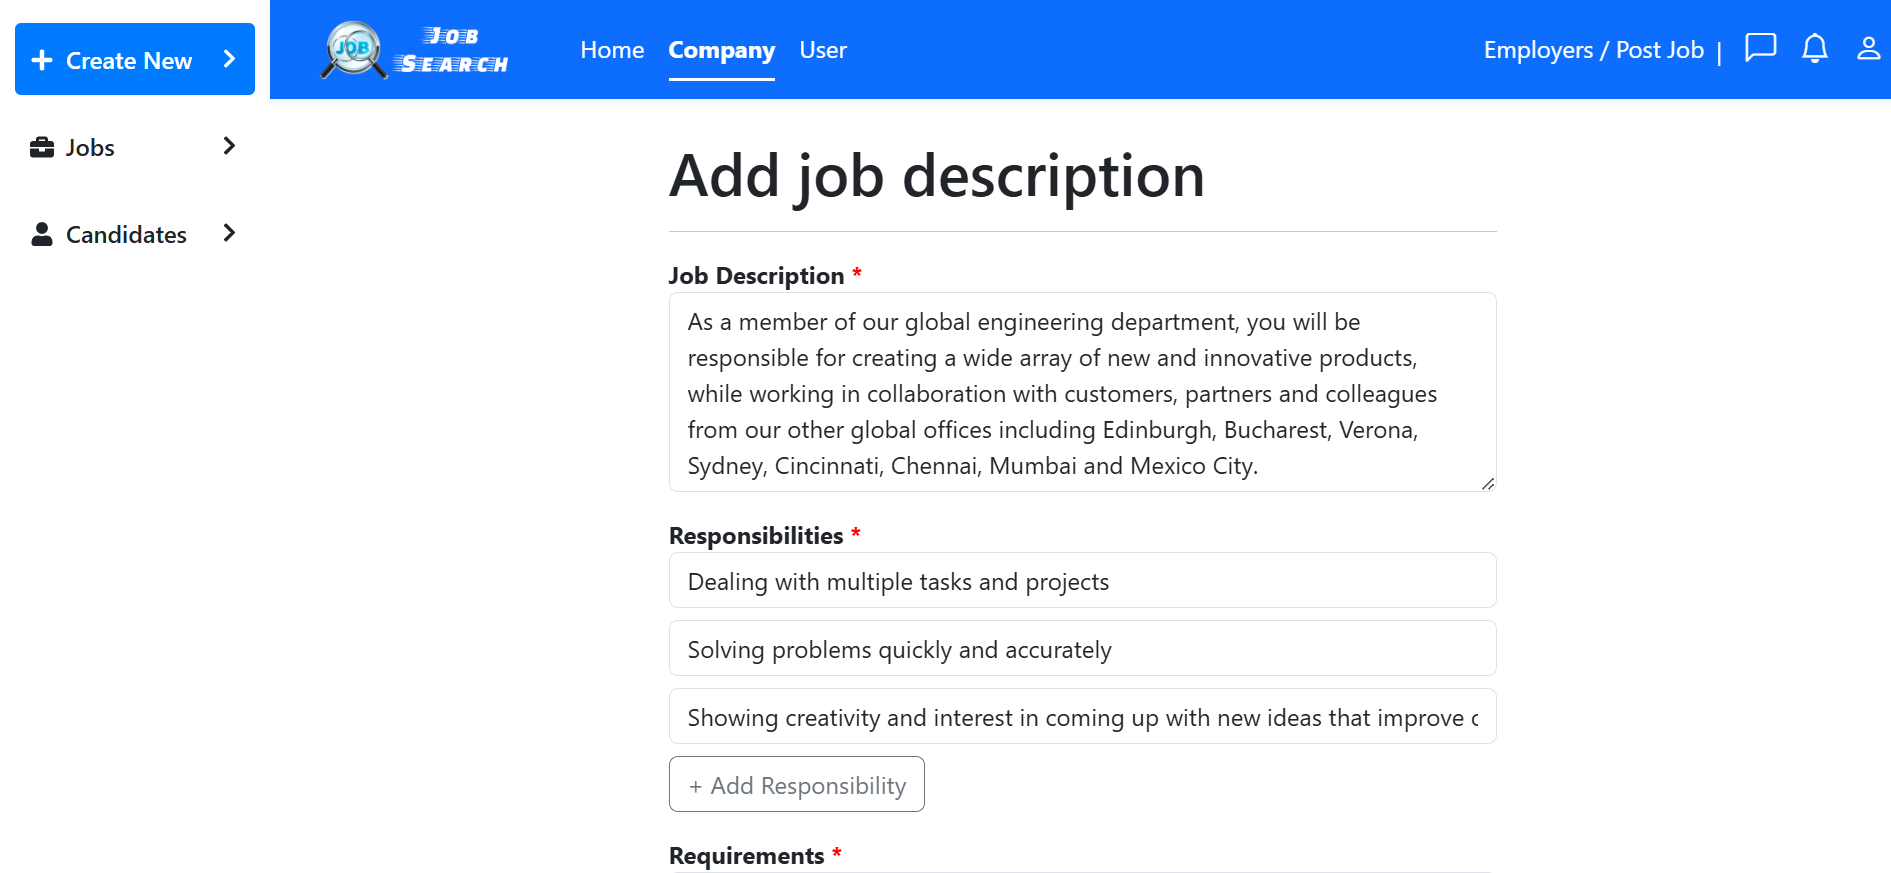 Create New
Jobs
Candidates
JOB
JOB
SEARCH
Home Company User
Employers / Post Job |
Add job description
Job Description *
As a member of our global engineering department, you will be
responsible for creating a wide array of new and innovative products,
while working in collaboration with customers, partners and colleagues
from our other global offices including Edinburgh, Bucharest, Verona,
Sydney, Cincinnati, Chennai, Mumbai and Mexico City.
Responsibilities *
Dealing with multiple tasks and projects
Solving problems quickly and accurately
Showing creativity and interest in coming up with new ideas that improve
+ Add Responsibility
Requirements *